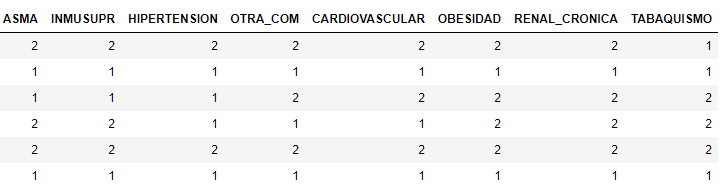 ASMA INMUSUPR HIPERTENSION OTRA_COM CARDIOVASCULAR OBESIDAD RENAL_CRONICA TABAQUISMO
2 2 2 2 2 2 2 1
1 1 1 1 1 1 1 1
1 1 1 2 2 2 2 2
2 2 1 1 1 2 2 2
2 2 2 2 2 2 2 2
1 1 1 1 1 1 1 1